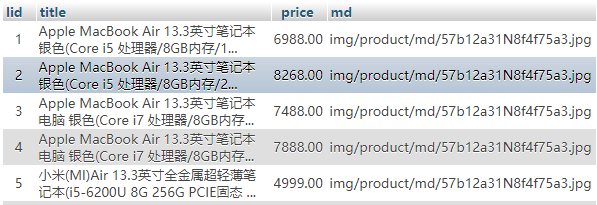 lid title price md
1 Apple MacBook Air 13.3英寸笔记本 6988.00 img/product/md/57b12a31N8f4f75a3.jpg
银色(Core i5 处理器/8GB内存/1...
2 Apple MacBook Air 13.3英寸笔记本 8268.00 img/product/md/57b12a31N8f4f75a3.jpg
银色(Core i5 处理器/8GB内存/2...
3 Apple MacBook Air 13.3英寸笔记本 7488.00 img/product/md/57b12a31N8f4f75a3.jpg
电脑 银色(Core i7 处理器/8GB内存...
4 Apple MacBook Air 13.3英寸笔记本 7888.00 img/product/md/57b12a31N8f4f75a3.jpg
电脑 银色(Core i7 处理器/8GB内存...
5 小米(MI)Air 13.3英寸全金属超轻薄笔 4999.00 img/product/md/57b12a31N8f4f75a3.jpg
记本(i5-6200U 8G 256G PCIE固态 ...